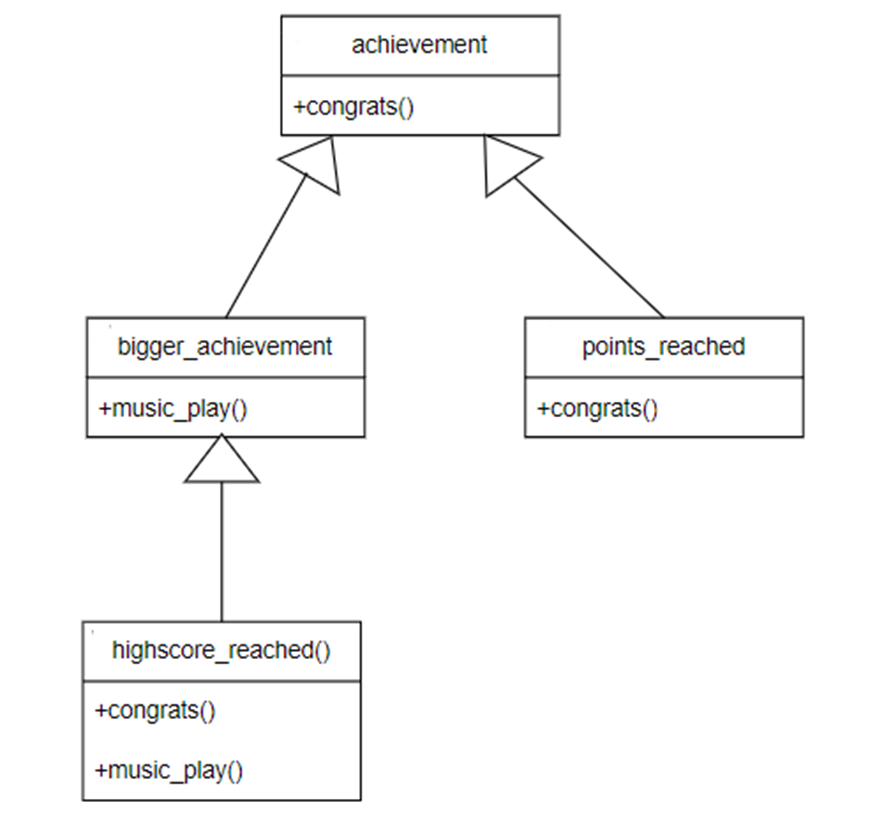 achievement
+congrats()
bigger_achievement
+music_play()
points_reached
+congrats()
highscore_reached()
+congrats()
+music_play()